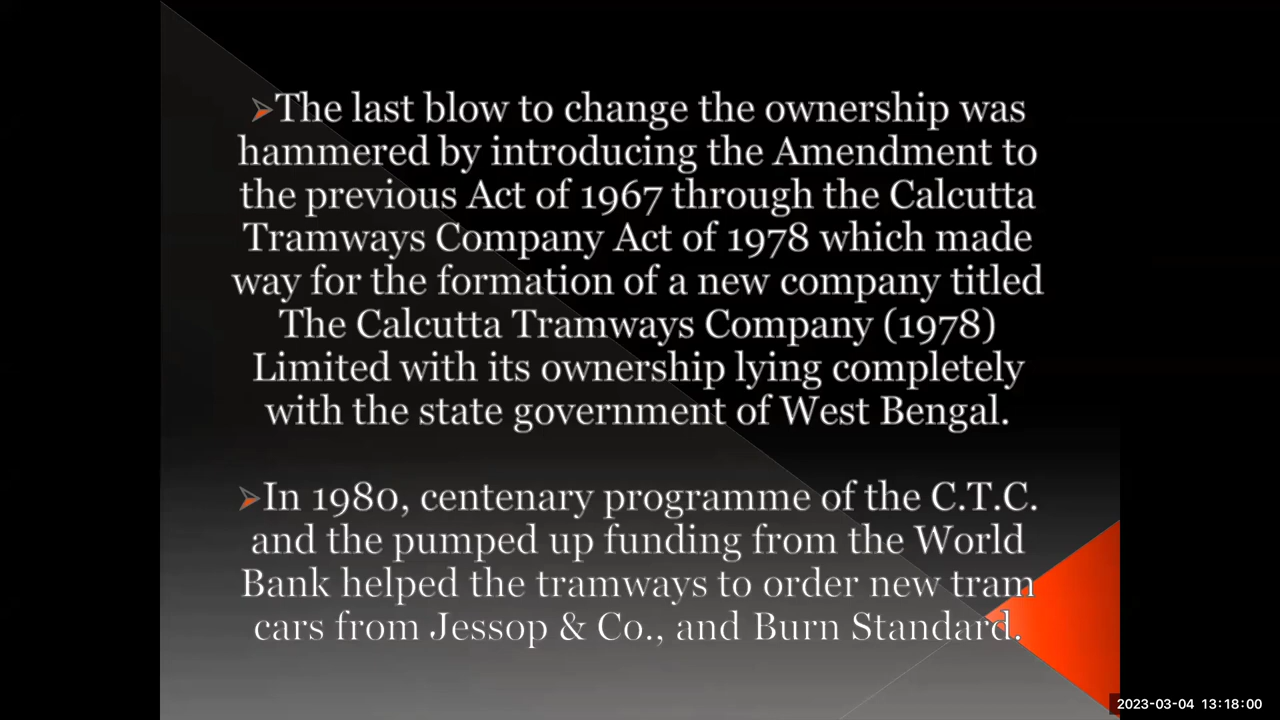 ➢The last blow to change the ownership was
hammered by introducing the Amendment to
the previous Act of 1967 through the Calcutta
Tramways Company Act of 1978 which made
way for the formation of a new company titled
The Calcutta Tramways Company (1978)
Limited with its ownership lying completely
with the state government of West Bengal.
➢In 1980, centenary programme of the C.T.C.
and the pumped up funding from the World
Bank helped the tramways to order new tram
cars from Jessop & Co., and Burn Standard.
2023-03-04 13:18:00